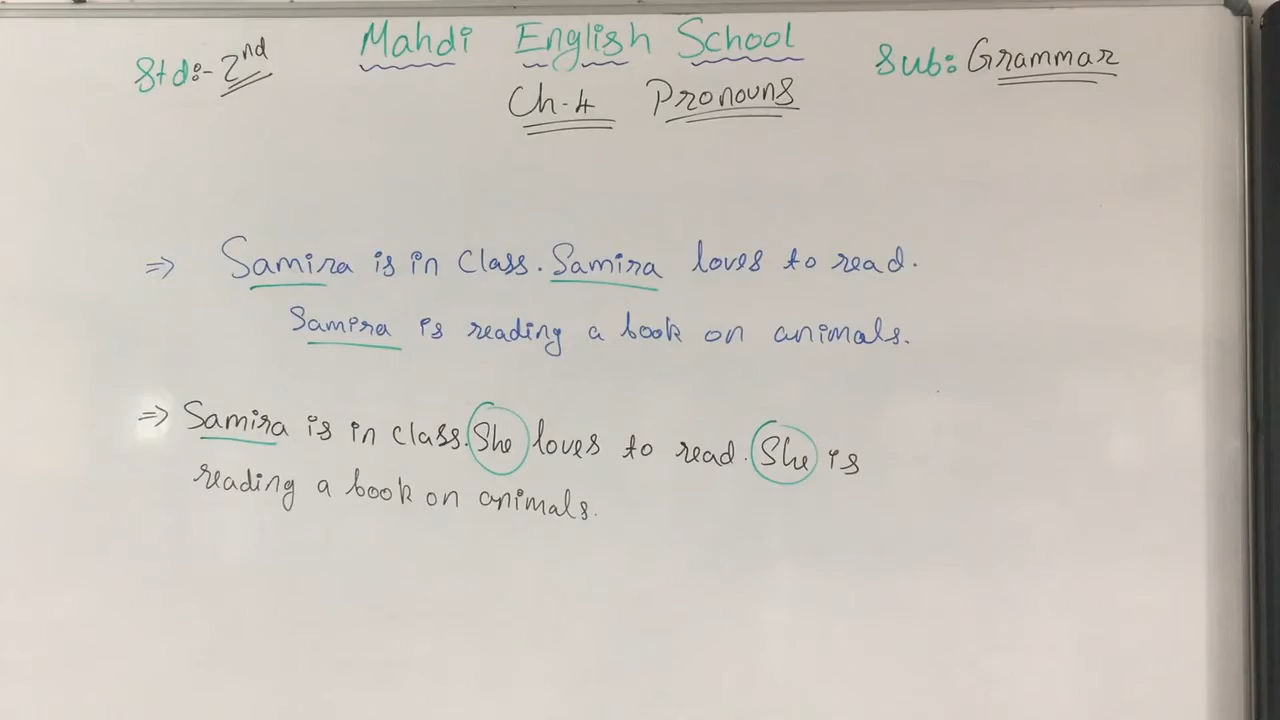 Std:- 2nd Mahdi English School Sub: Grammar
Ch-4 Pronouns
⇒ Samira is in class. Samira loves to read.
Samira is reading a book on animals.
⇒ Samira is in class. She loves to read. She is
reading a book on animals.